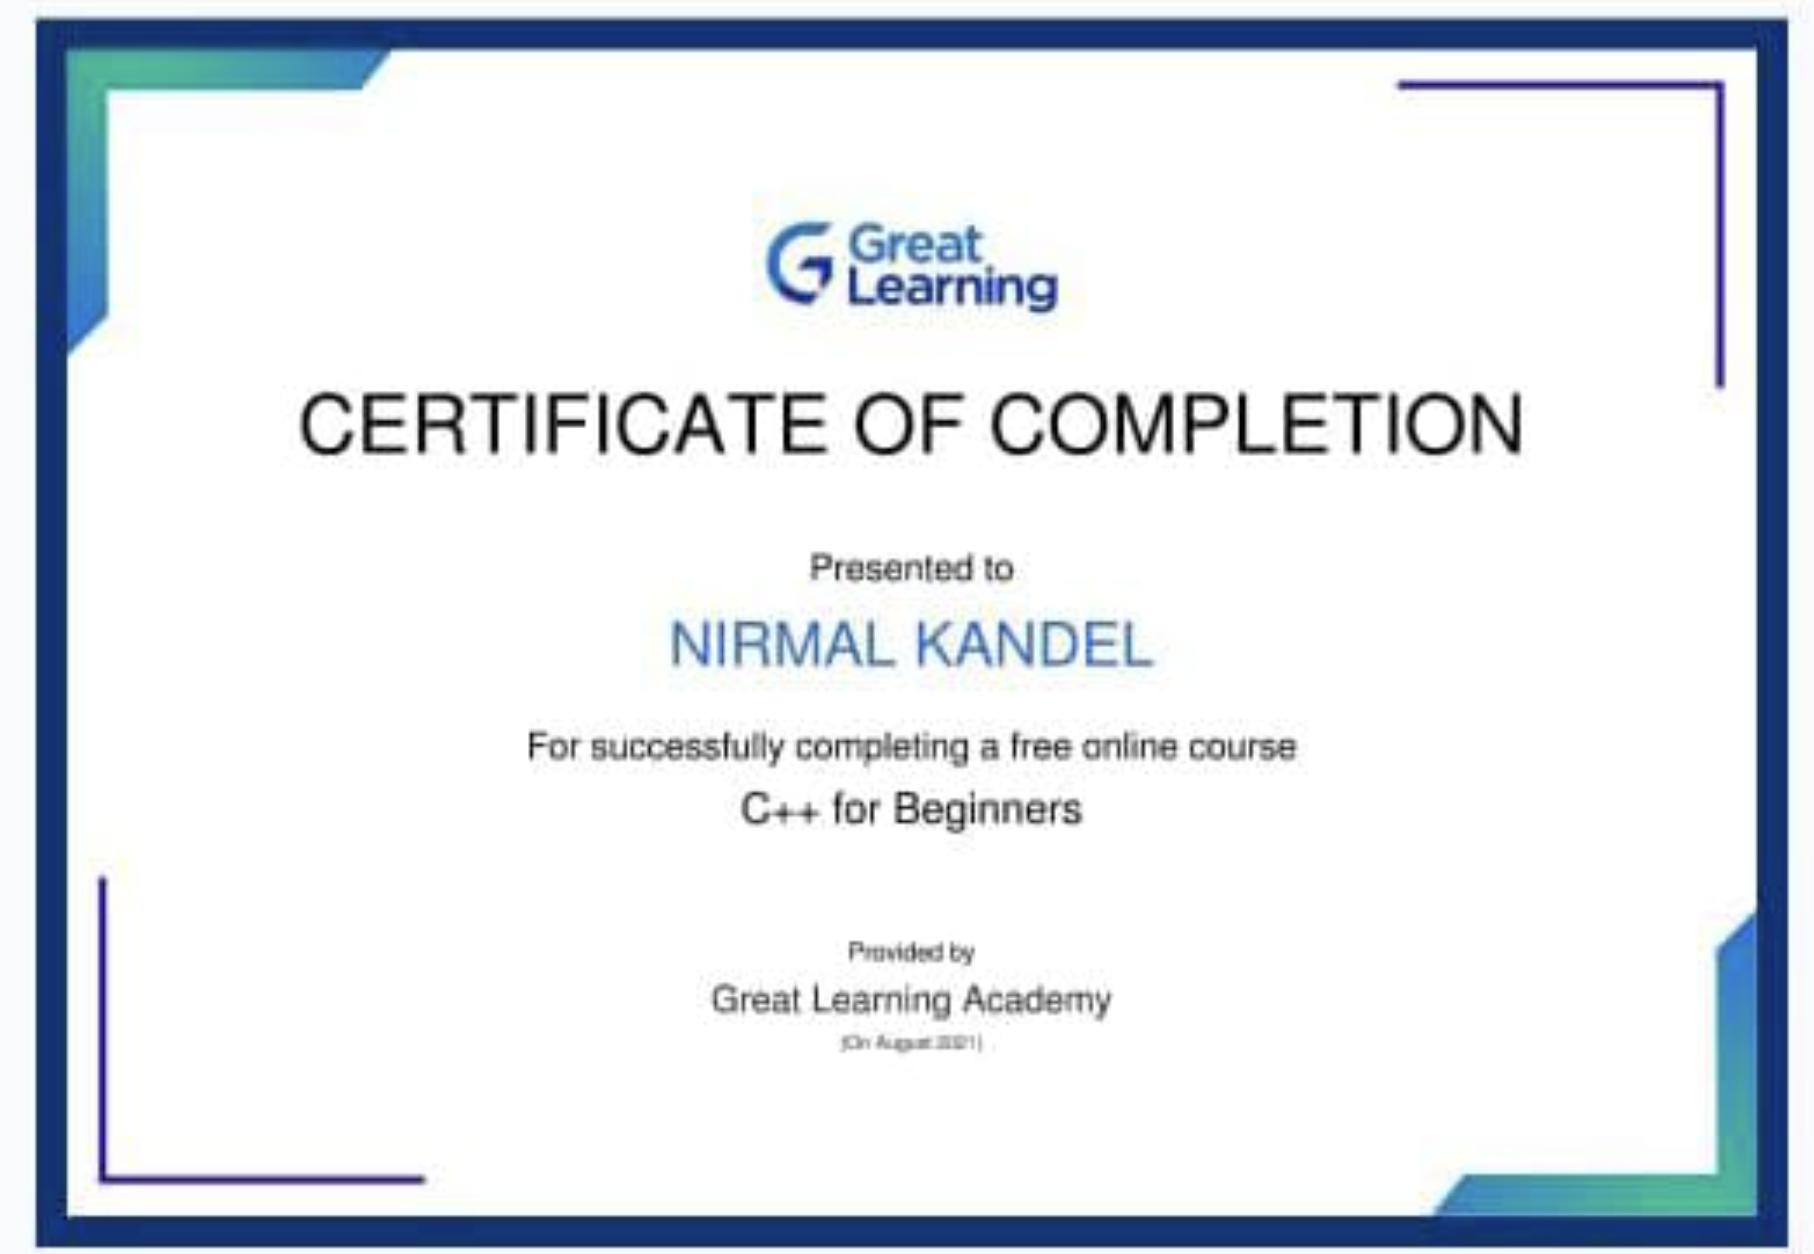 Great
Learning
CERTIFICATE OF COMPLETION
Presented to
NIRMAL KANDEL
For successfully completing a free online course
C++ for Beginners
Provided by
Great Learning Academy
(On August 2021)